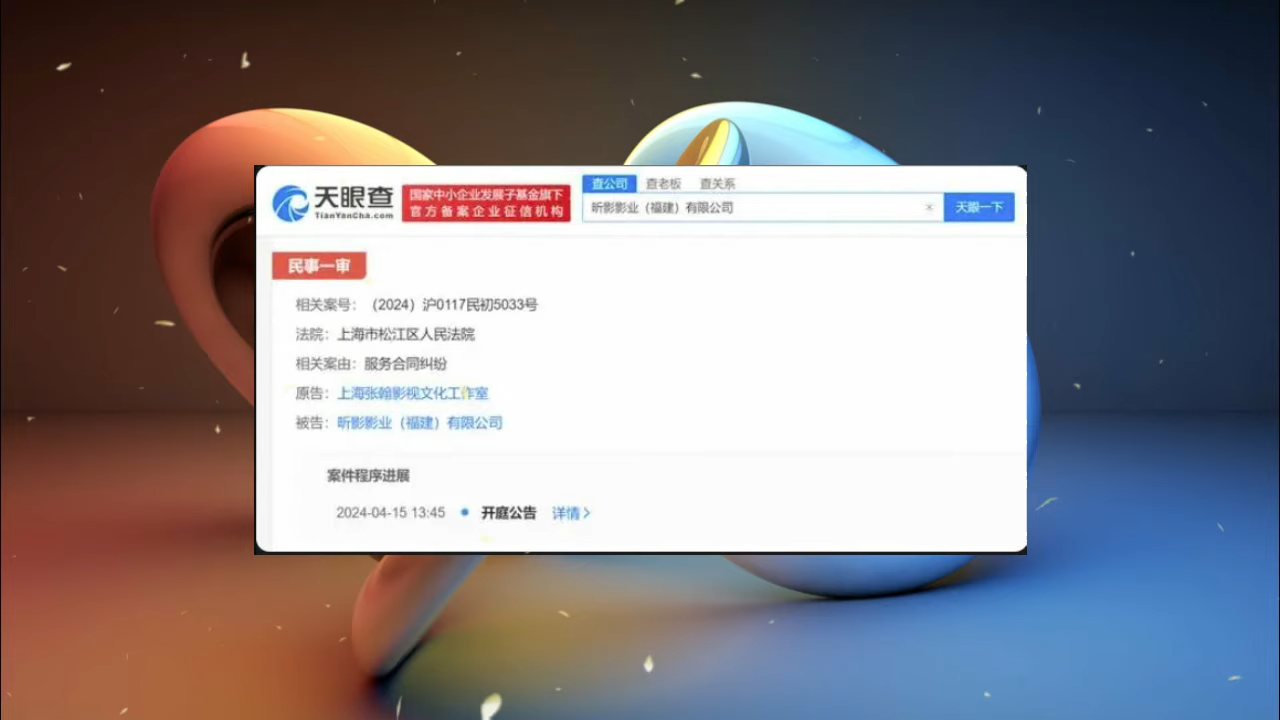 天眼查
TianYanCha.com
国家中小企业发展子基金旗下
官方备案企业征信机构
查公司 查老板 查关系
昕影影业（福建）有限公司 × 天眼一下
民事一审
相关案号：（2024）沪0117民初5033号
法院：上海市松江区人民法院
相关案由：服务合同纠纷
原告：上海张翰影视文化工作室
被告：昕影影业（福建）有限公司
案件程序进展
2024-04-15 13:45 开庭公告 详情>